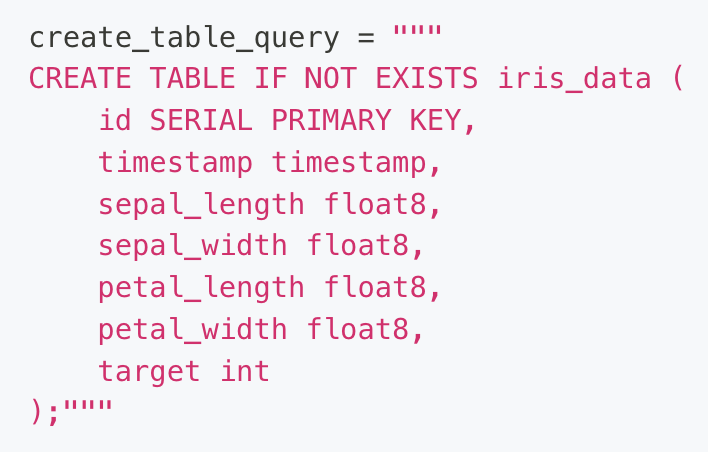 create_table_query = """
CREATE TABLE IF NOT EXISTS iris_data (
    id SERIAL PRIMARY KEY,
    timestamp timestamp,
    sepal_length float8,
    sepal_width float8,
    petal_length float8,
    petal_width float8,
    target int
);"""